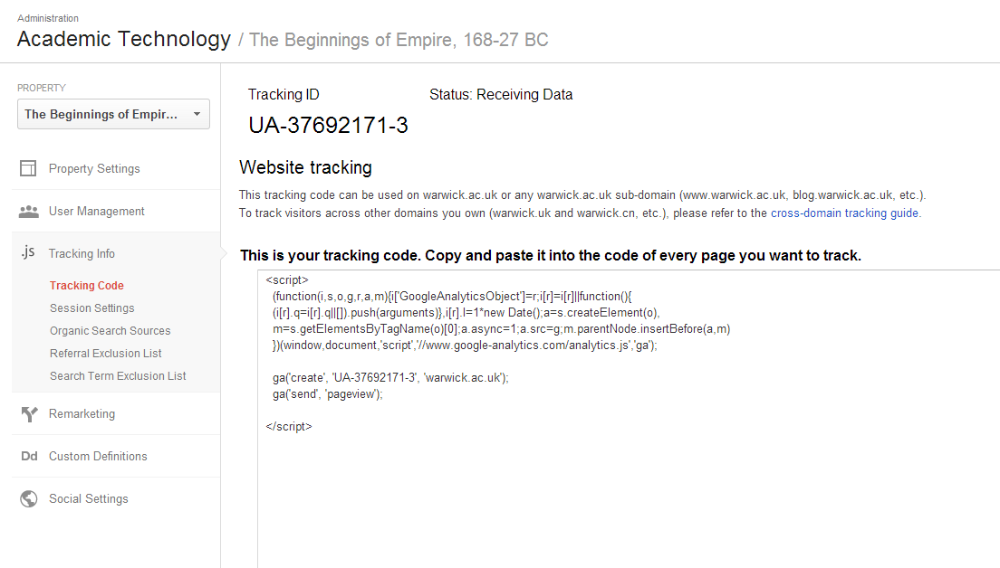 Administration
Academic Technology / The Beginnings of Empire, 168-27 BC
PROPERTY
The Beginnings of Empir...
Property Settings
User Management
.js Tracking Info
Tracking Code
Session Settings
Organic Search Sources
Referral Exclusion List
Search Term Exclusion List
Remarketing
Dd Custom Definitions
Social Settings
Tracking ID Status: Receiving Data
UA-37692171-3
Website tracking
This tracking code can be used on warwick.ac.uk or any warwick.ac.uk sub-domain (www.warwick.ac.uk, blog.warwick.ac.uk, etc.).
To track visitors across other domains you own (warwick.uk and warwick.cn, etc.), please refer to the cross-domain tracking guide.
This is your tracking code. Copy and paste it into the code of every page you want to track.
<script>
(function(i,s,o,g,r,a,m){i['GoogleAnalyticsObject']=r;i[r]=i[r]||function(){
(i[r].q=i[r].q||[]).push(arguments)},i[r].l=1*new Date();a=s.createElement(o),
m=s.getElementsByTagName(o)[0];a.async=1;a.src=g;m.parentNode.insertBefore(a,m)
})(window,document,'script','//www.google-analytics.com/analytics.js','ga');
ga('create', 'UA-37692171-3', 'warwick.ac.uk');
ga('send', 'pageview');
</script>